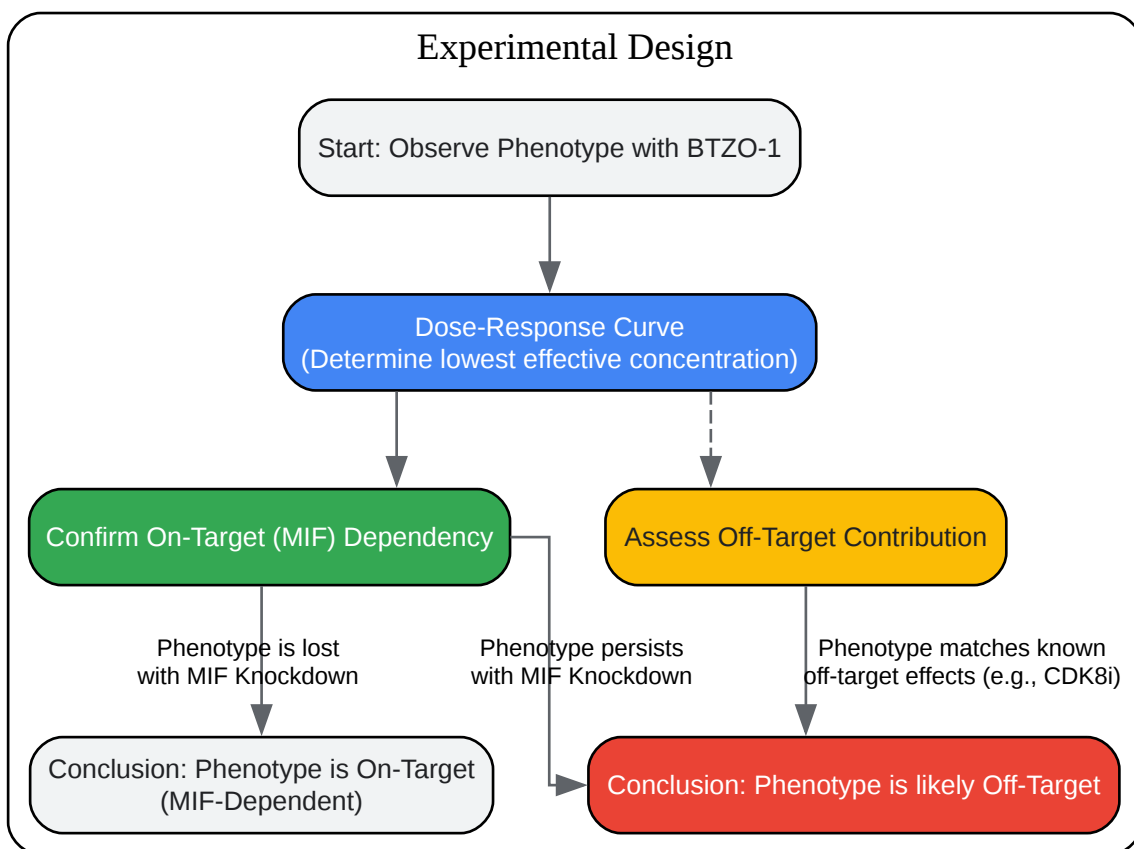 Experimental Design
Start: Observe Phenotype with BTZO-1
Dose-Response Curve
(Determine lowest effective concentration)
Confirm On-Target (MIF) Dependency
Assess Off-Target Contribution
Phenotype is lost
with MIF Knockdown
Phenotype persists
with MIF Knockdown
Phenotype matches known
off-target effects (e.g., CDK8i)
Conclusion: Phenotype is On-Target
(MIF-Dependent)
Conclusion: Phenotype is likely Off-Target